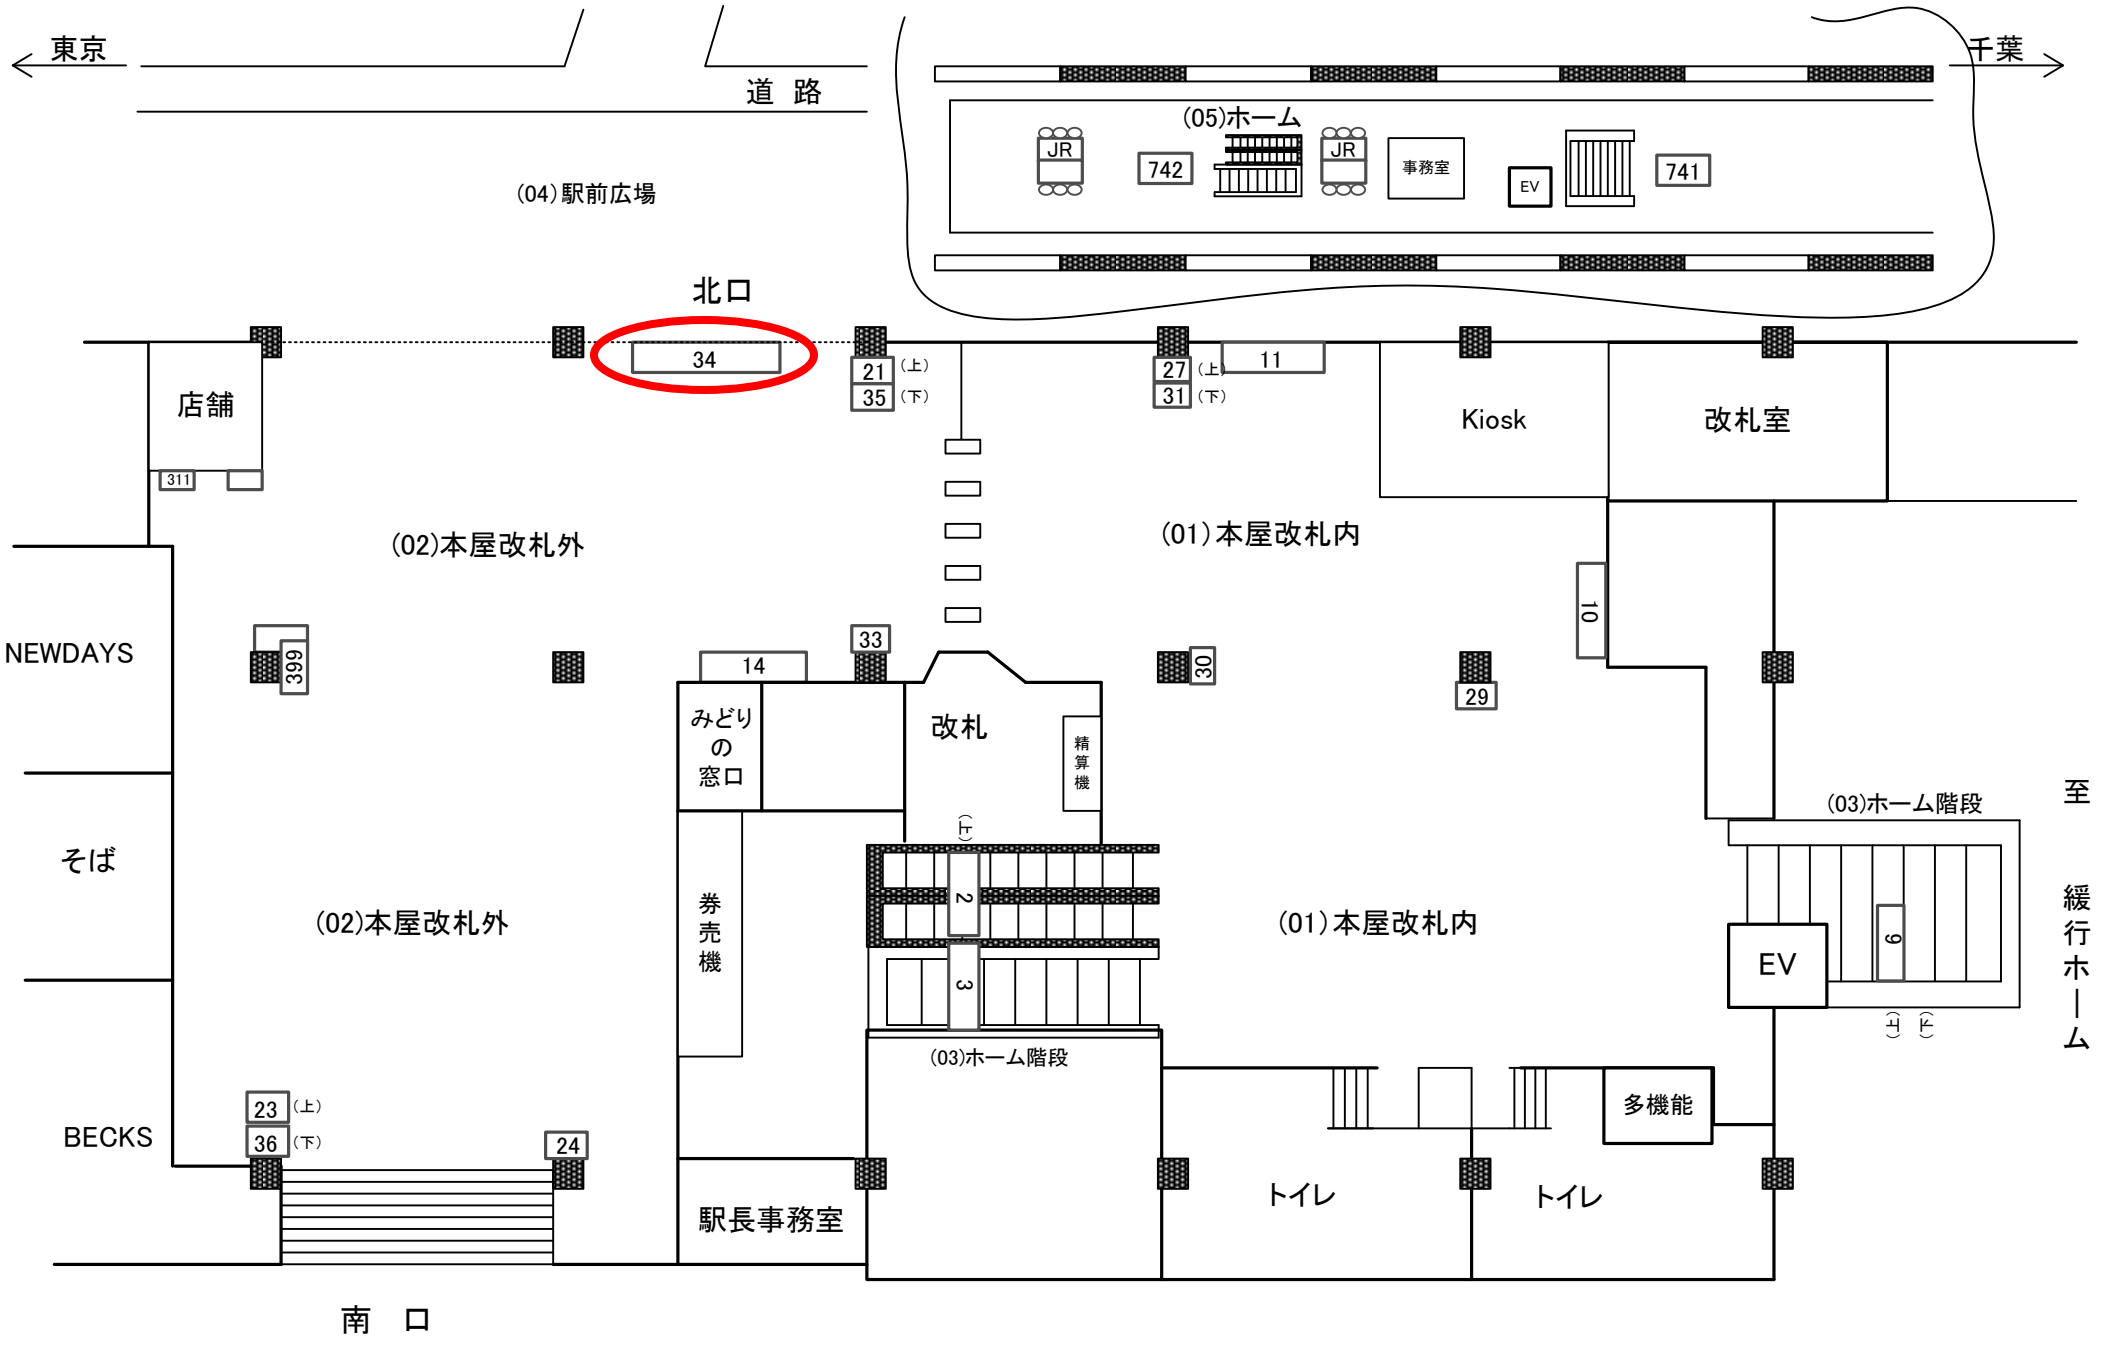 東京
千葉
道 路
(05)ホーム
JR
742
JR
事務室
EV
741
(04)駅前広場
北口
34
21
(上)
35
(下)
27
(上)
31
(下)
11
店舗
Kiosk
改札室
311
(02)本屋改札外
(01)本屋改札内
10
NEWDAYS
399
14
33
30
29
みどり
の
窓口
改札
精
算
機
至 緩行ホーム
(03)ホーム階段
(上)
そば
券
売
機
2
3
(02)本屋改札外
(01)本屋改札内
EV
9
(上)
(下)
(03)ホーム階段
23
(上)
36
(下)
24
BECKS
多機能
駅長事務室
トイレ
トイレ
南 口